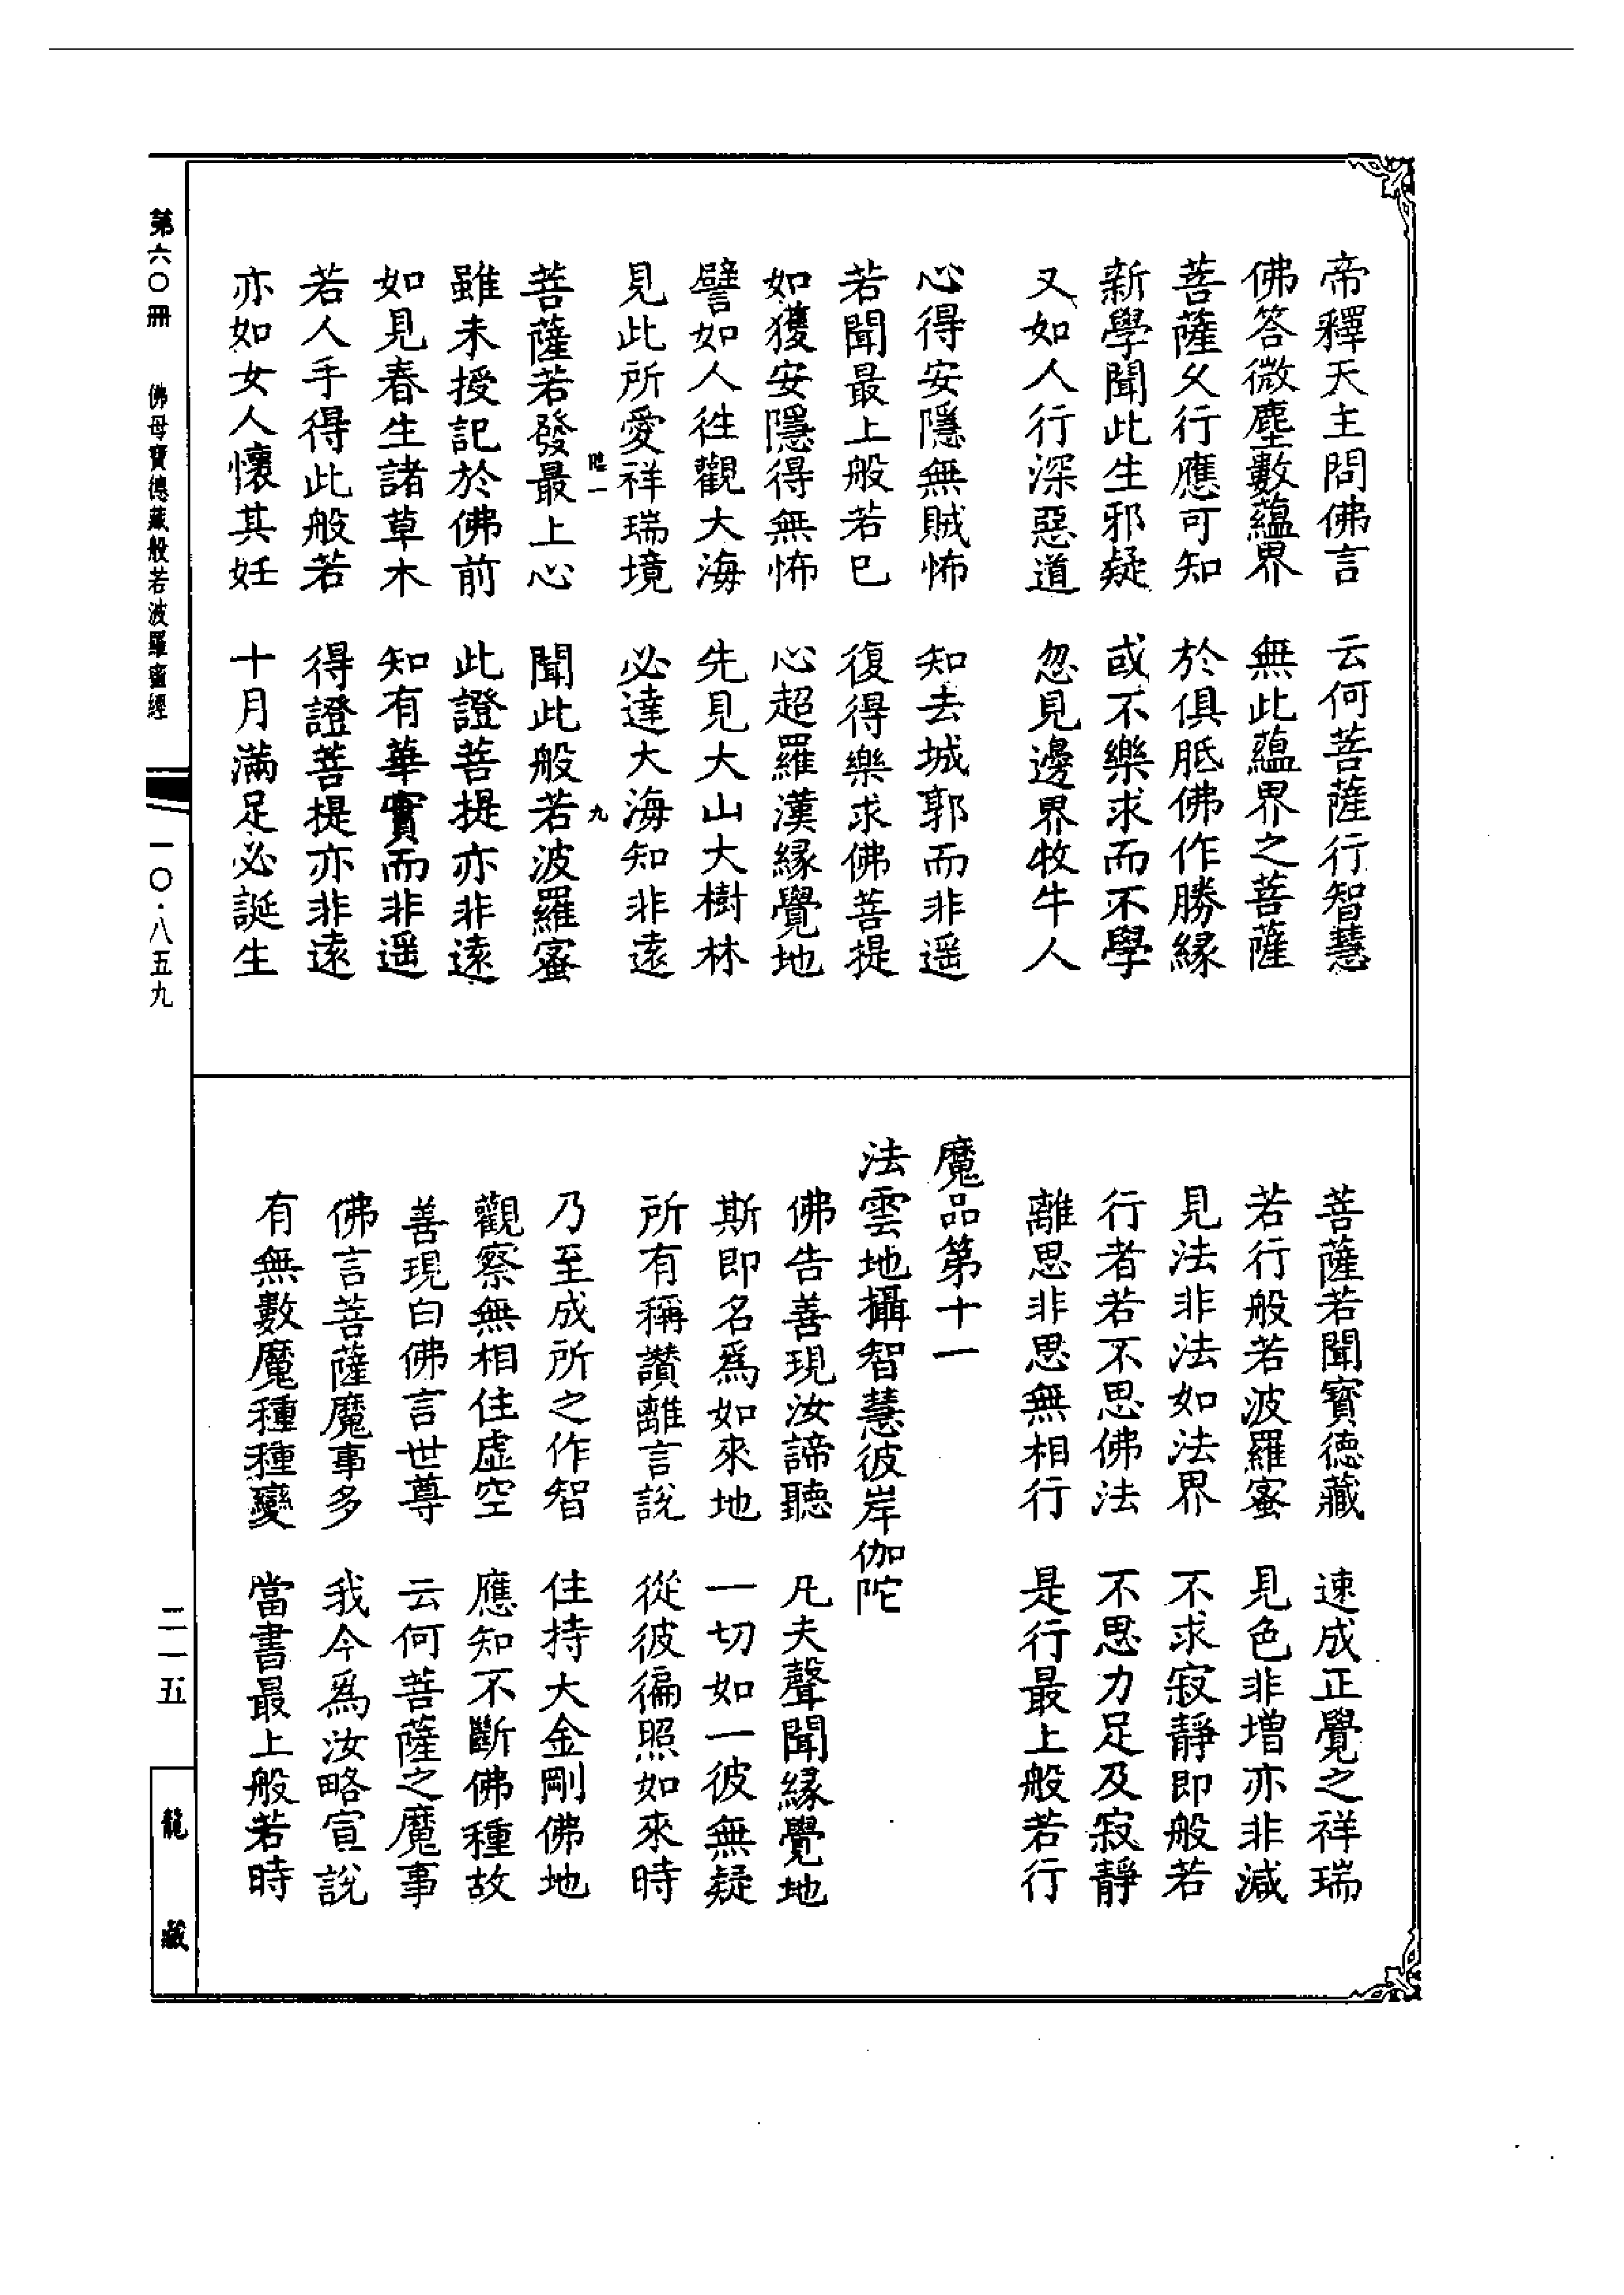 帝釋天主問佛言　云何菩薩行智慧
佛答微塵數蘊界　無此蘊界之菩薩
菩薩久行應可知　於俱胝佛作勝緣
新學聞此生邪疑　或不樂求而不學
又如人行深惡道　忽見邊界牧牛人
心得安隱無賊怖　知去城郭而非遥
若聞最上般若已　復得樂求佛菩提
如獲安隱得無怖　心超羅漢緣覺地
譬如人往觀大海　先見大山大樹林
見此所愛祥瑞境　必達大海知非遠
一　九
菩薩若發最上心　聞此般若波羅蜜
雖未授記於佛前　此證菩提亦非遠
如見春生諸草木　知有華實而非遥
若人手得此般若　得證菩提亦非遠
亦如女人懷其妊　十月滿足必誕生
菩薩若聞寶德藏　速成正覺之祥瑞
若行般若波羅蜜　見色非增亦非減
見法非法如法界　不求寂靜即般若
行者若不思佛法　不思力足及寂靜
離思非思無相行　是行最上般若行
魔品第十一
法雲地攝智慧彼岸伽陀
佛告善現汝諦聽　凡夫聲聞緣覺地
斯即名爲如來地　一切如一彼無疑
所有稱讚離言說　從彼徧照如來時
乃至成所之作智　住持大金剛佛地
觀察無相住虛空　應知不斷佛種故
善現白佛言世尊　云何菩薩之魔事
佛言菩薩魔事多　我今爲汝略宣說
有無數魔種種變　當書最上般若時
第六〇冊　佛母寶德藏般若波羅蜜經
一〇·八五九
二一五
龍藏